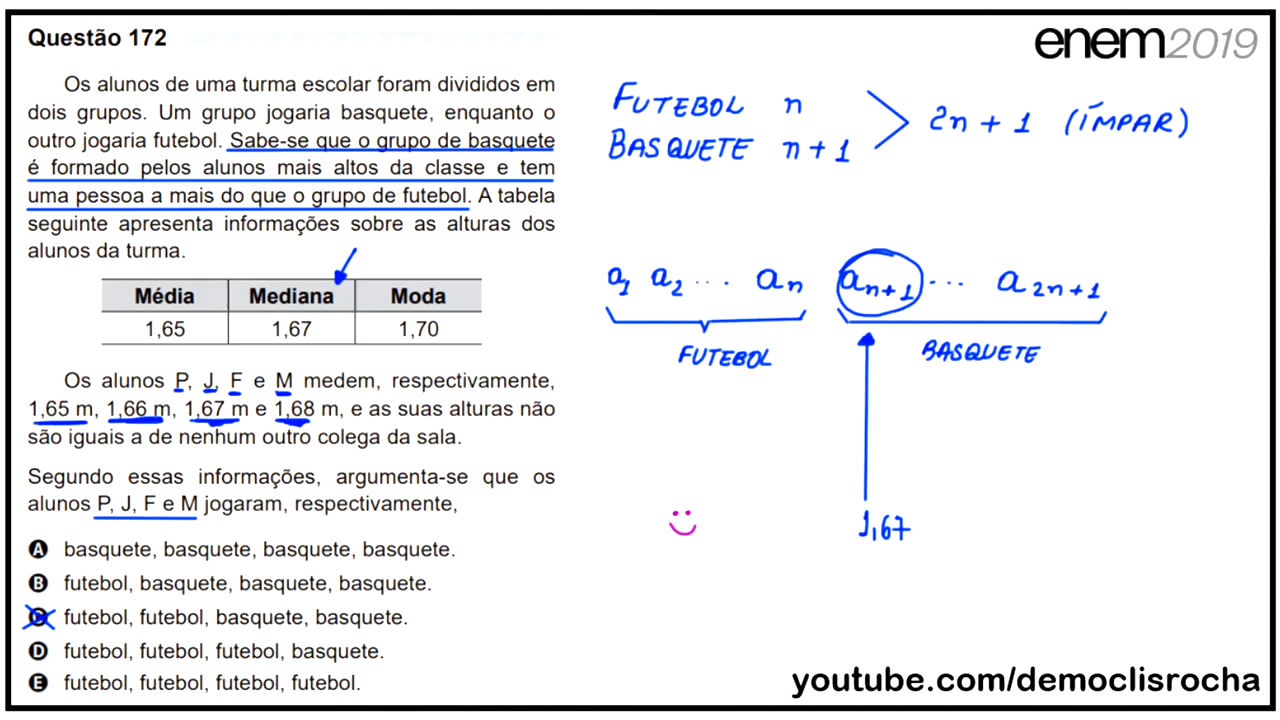 Questão 172
enem2019
Os alunos de uma turma escolar foram divididos em
dois grupos. Um grupo jogaria basquete, enquanto o
outro jogaria futebol. Sabe-se que o grupo de basquete
é formado pelos alunos mais altos da classe e tem
uma pessoa a mais do que o grupo de futebol. A tabela
seguinte apresenta informações sobre as alturas dos
alunos da turma.
Média Mediana Moda
1,65 1,67 1,70
Os alunos P, J, F e M medem, respectivamente,
1,65 m, 1,66 m, 1,67 m e 1,68 m, e as suas alturas não
são iguais a de nenhum outro colega da sala.
Segundo essas informações, argumenta-se que os
alunos P, J, F e M jogaram, respectivamente,
A basquete, basquete, basquete, basquete.
B futebol, basquete, basquete, basquete.
C futebol, futebol, basquete, basquete.
D futebol, futebol, futebol, basquete.
E futebol, futebol, futebol, futebol.
FUTEBOL n
BASQUETE n + 1
2n + 1 (ÍMPAR)
a1 a2 ... an an+1 ... a2n+1
FUTEBOL BASQUETE
1,67
youtube.com/democlisrocha